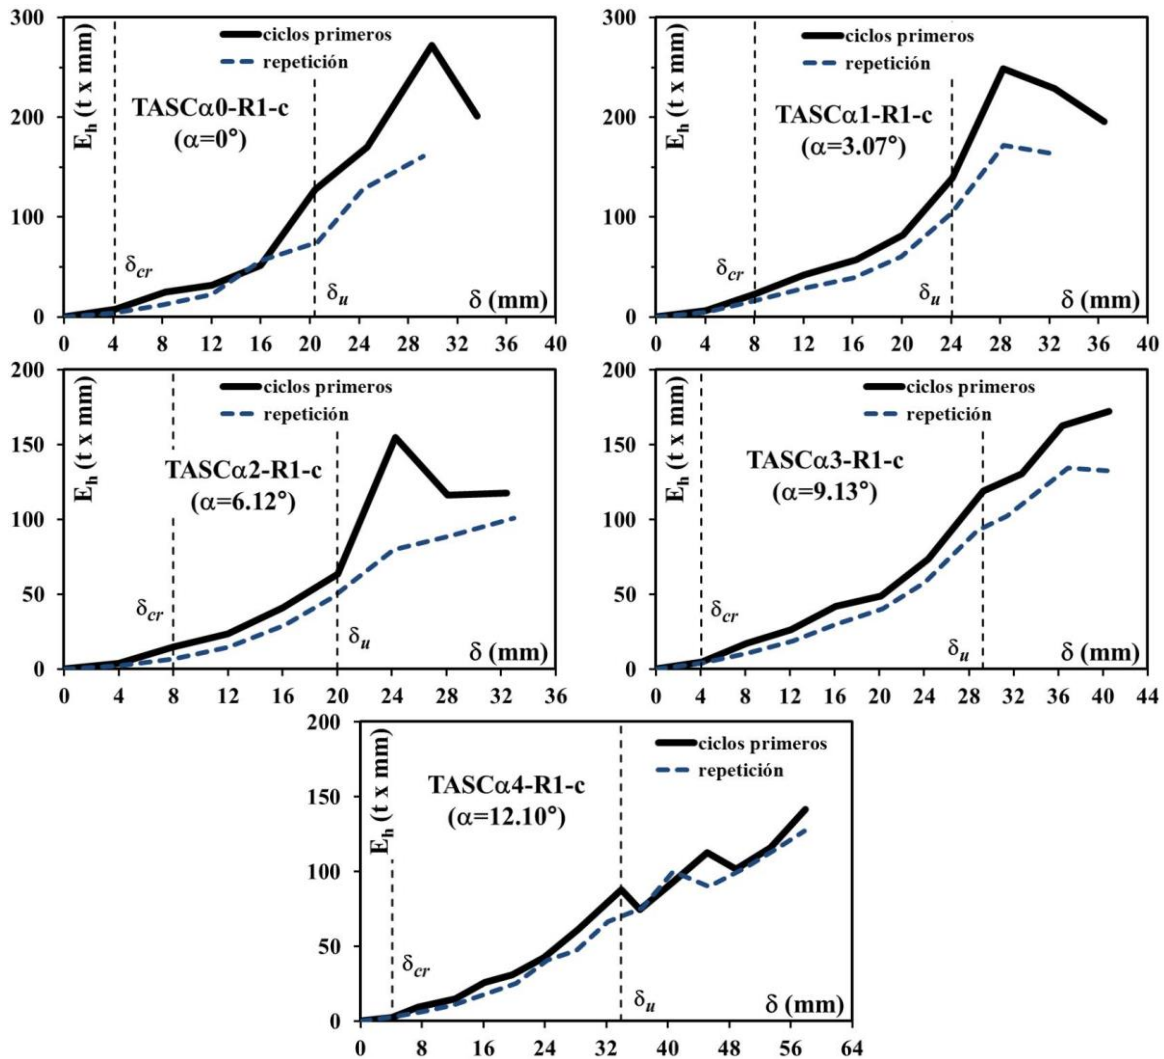 300
200
100
0
E_h (t x mm)
ciclos primeros
repetición
TASCα0-R1-c
(α=0°)
δ_cr
δ_u
δ (mm)
0 4 8 12 16 20 24 28 32 36 40
300
200
100
0
E_h (t x mm)
ciclos primeros
repetición
TASCα1-R1-c
(α=3.07°)
δ_cr
δ_u
δ (mm)
0 4 8 12 16 20 24 28 32 36 40
200
150
100
50
0
E_h (t x mm)
ciclos primeros
repetición
TASCα2-R1-c
(α=6.12°)
δ_cr
δ_u
δ (mm)
0 4 8 12 16 20 24 28 32 36
200
150
100
50
0
E_h (t x mm)
ciclos primeros
repetición
TASCα3-R1-c
(α=9.13°)
δ_cr
δ_u
δ (mm)
0 4 8 12 16 20 24 28 32 36 40 44
200
150
100
50
0
E_h (t x mm)
ciclos primeros
repetición
TASCα4-R1-c
(α=12.10°)
δ_cr
δ_u
δ (mm)
0 8 16 24 32 40 48 56 64